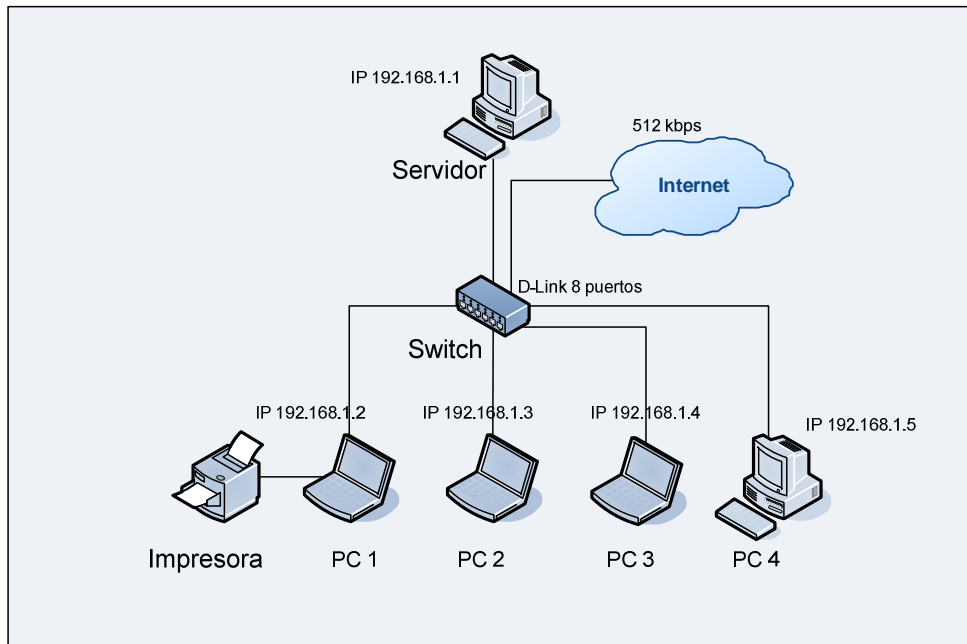 IP 192.168.1.1
512 kbps
Servidor
Internet
D-Link 8 puertos
Switch
IP 192.168.1.2
IP 192.168.1.3
IP 192.168.1.4
IP 192.168.1.5
Impresora
PC 1
PC 2
PC 3
PC 4